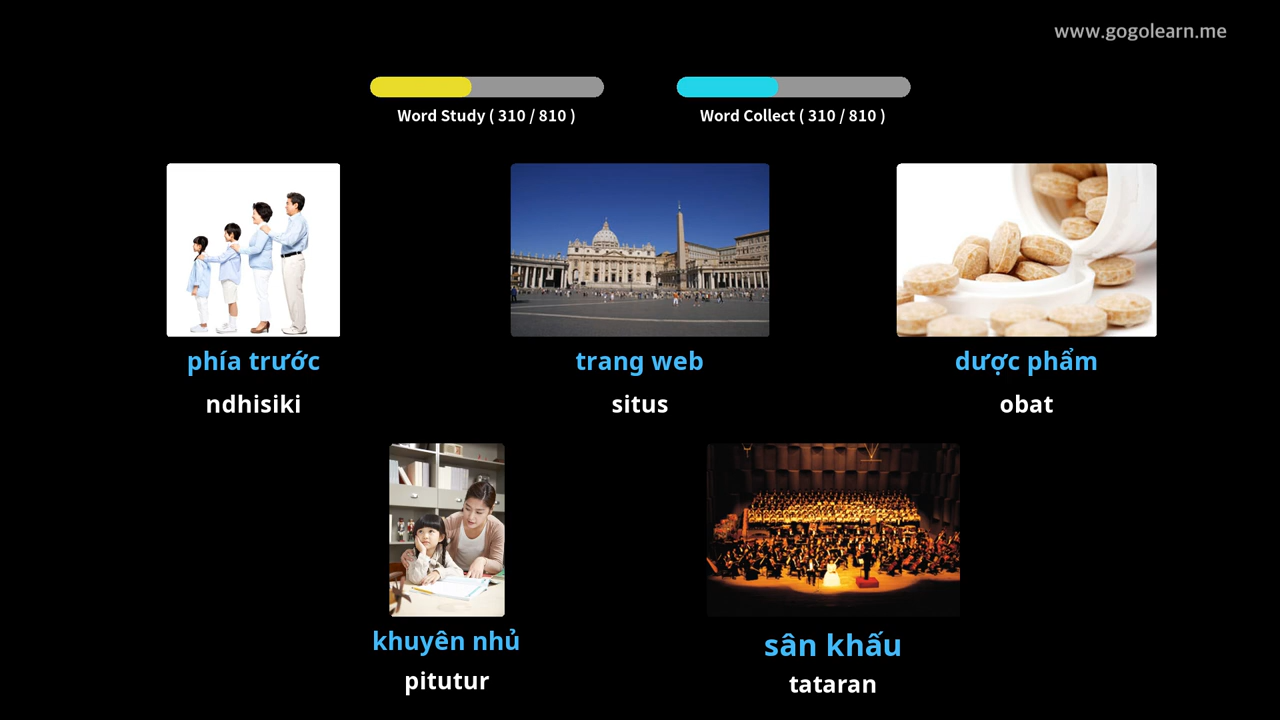 www.gogolearn.me
Word Study ( 310 / 810 )
Word Collect ( 310 / 810 )
phía trước
trang web
dược phẩm
ndhisiki
situs
obat
khuyên nhủ
sân khấu
pitutur
tataran